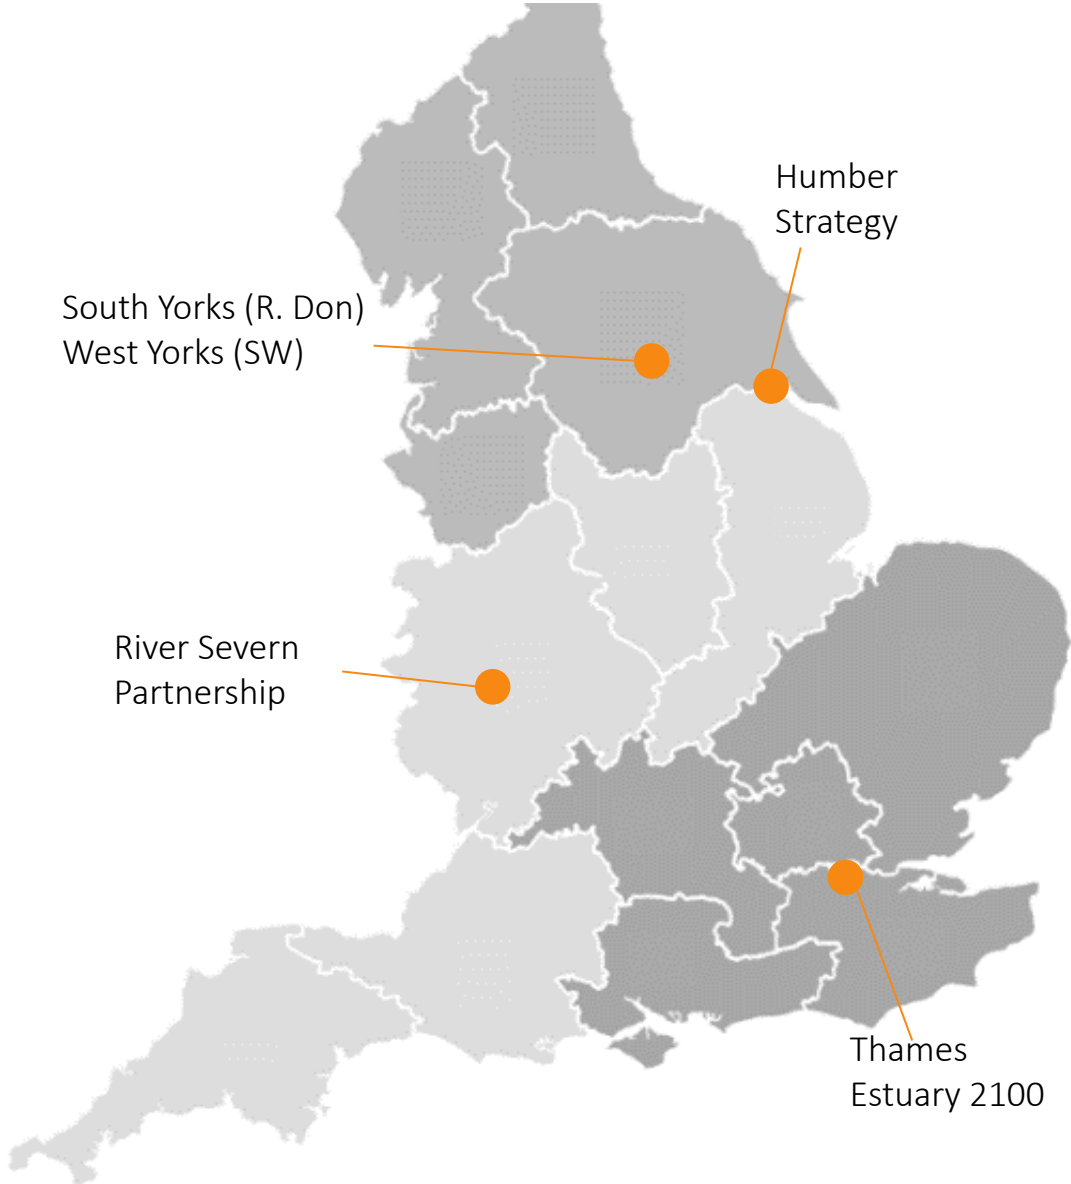 Humber
Strategy
South Yorks (R. Don)
West Yorks (SW)
River Severn
Partnership
Thames
Estuary 2100